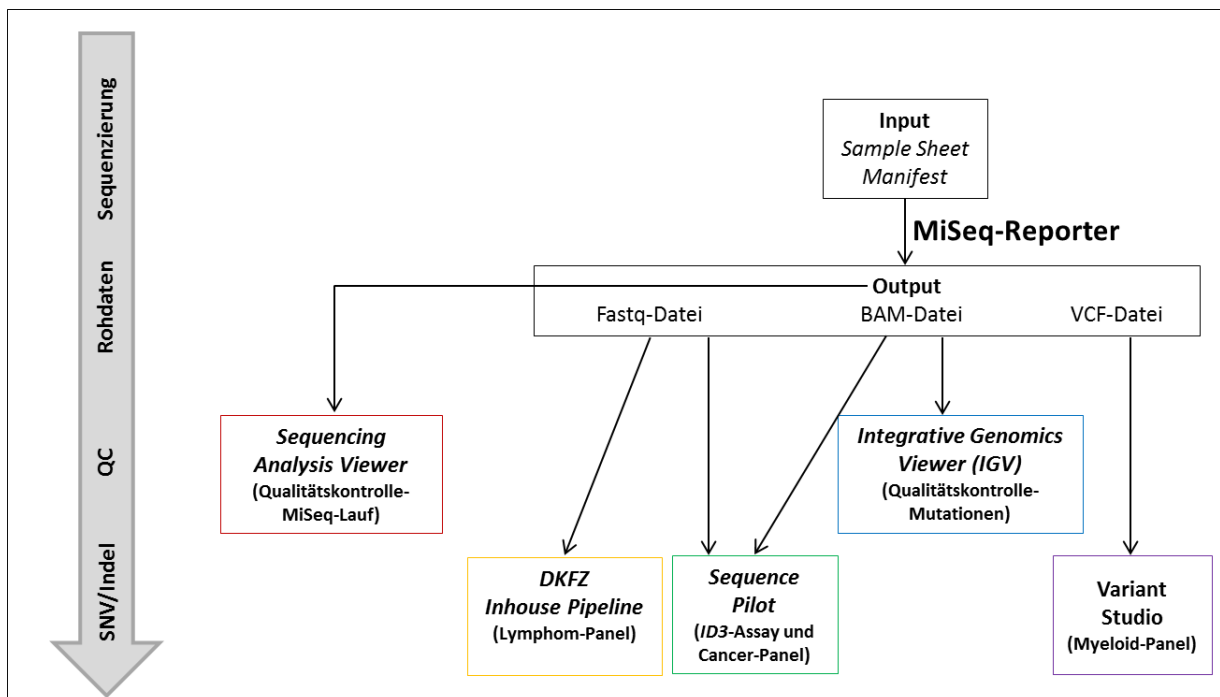 Sequenzierung
Rohdaten
QC
SNV/Indel
Input
Sample Sheet
Manifest
MiSeq-Reporter
Output
Fastq-Datei BAM-Datei VCF-Datei
Sequencing
Analysis Viewer
(Qualitätskontrolle-
MiSeq-Lauf)
Integrative Genomics
Viewer (IGV)
(Qualitätskontrolle-
Mutationen)
DKFZ
Inhouse Pipeline
(Lymphom-Panel)
Sequence
Pilot
(ID3-Assay und
Cancer-Panel)
Variant
Studio
(Myeloid-Panel)